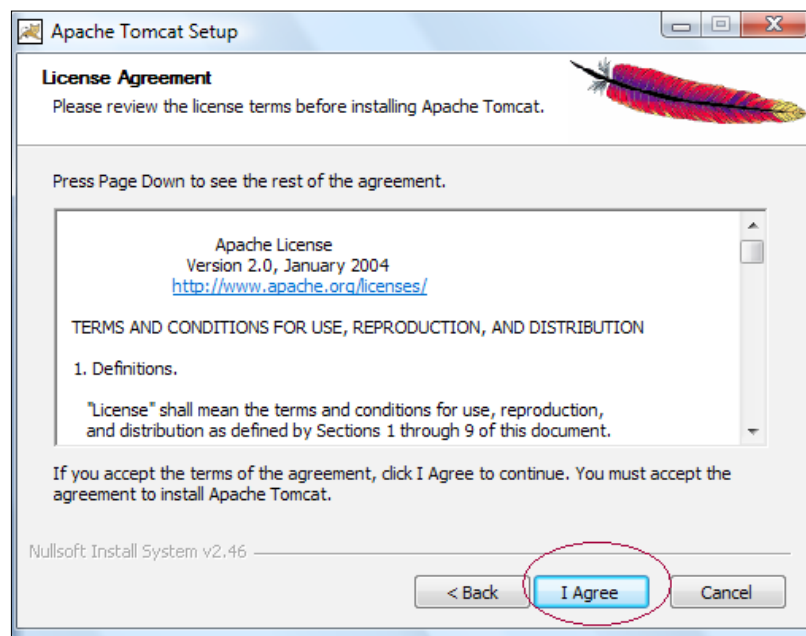 Apache Tomcat Setup
License Agreement
Please review the license terms before installing Apache Tomcat.
Press Page Down to see the rest of the agreement.
Apache License
Version 2.0, January 2004
http://www.apache.org/licenses/
TERMS AND CONDITIONS FOR USE, REPRODUCTION, AND DISTRIBUTION
1. Definitions.
"License" shall mean the terms and conditions for use, reproduction,
and distribution as defined by Sections 1 through 9 of this document.
If you accept the terms of the agreement, click I Agree to continue. You must accept the
agreement to install Apache Tomcat.
Nullsoft Install System v2.46
< Back I Agree Cancel